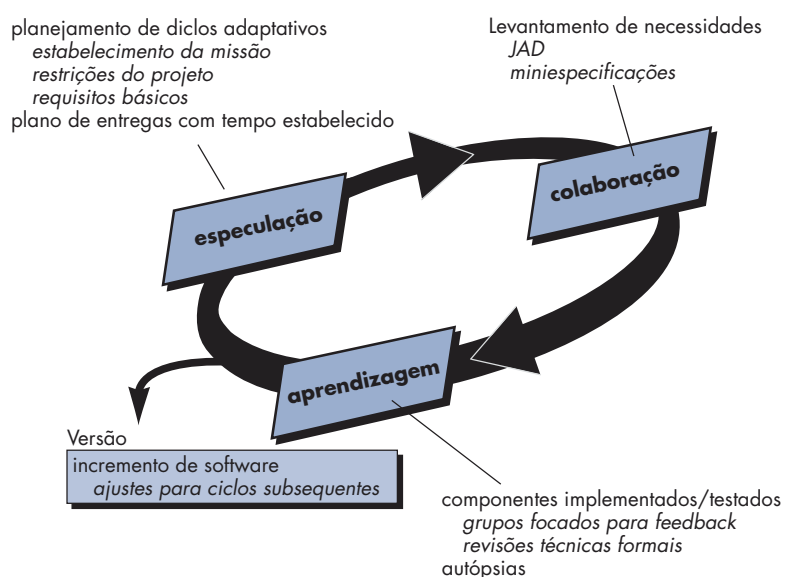 planejamento de diclos adaptativos
estabelecimento da missão
restrições do projeto
requisitos básicos
plano de entregas com tempo estabelecido
Levantamento de necessidades
JAD
miniespecificações
especulação
colaboração
aprendizagem
Versão
incremento de software
ajustes para ciclos subsequentes
componentes implementados/testados
grupos focados para feedback
revisões técnicas formais
autópsias